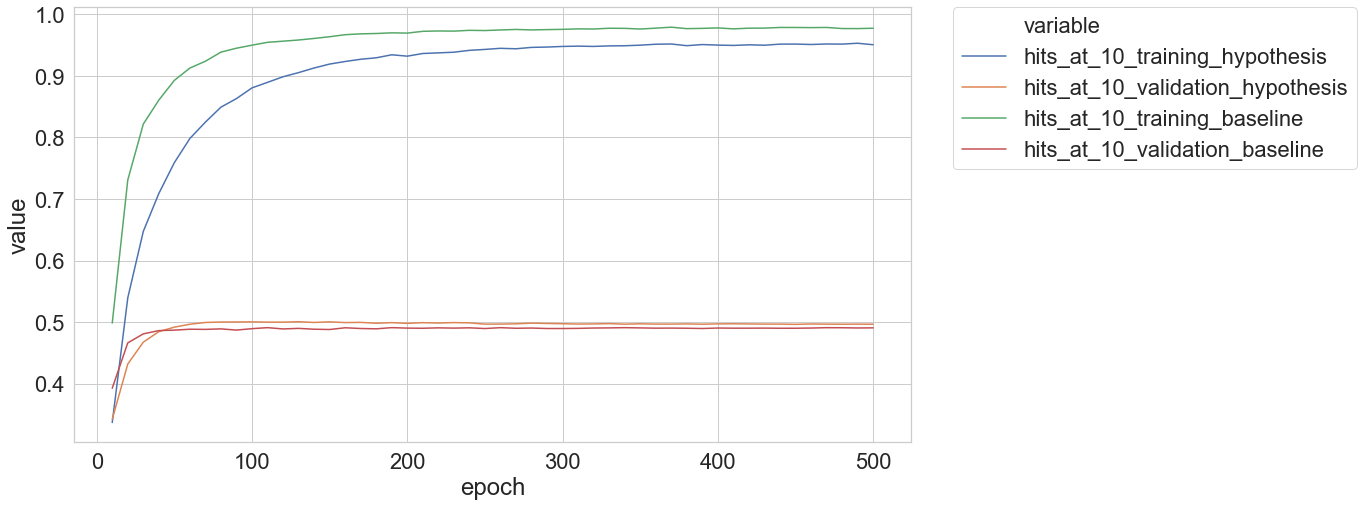 1.0
0.9
0.8
0.7
0.6
0.5
0.4
value
0
100
200
300
400
500
epoch
variable
hits_at_10_training_hypothesis
hits_at_10_validation_hypothesis
hits_at_10_training_baseline
hits_at_10_validation_baseline